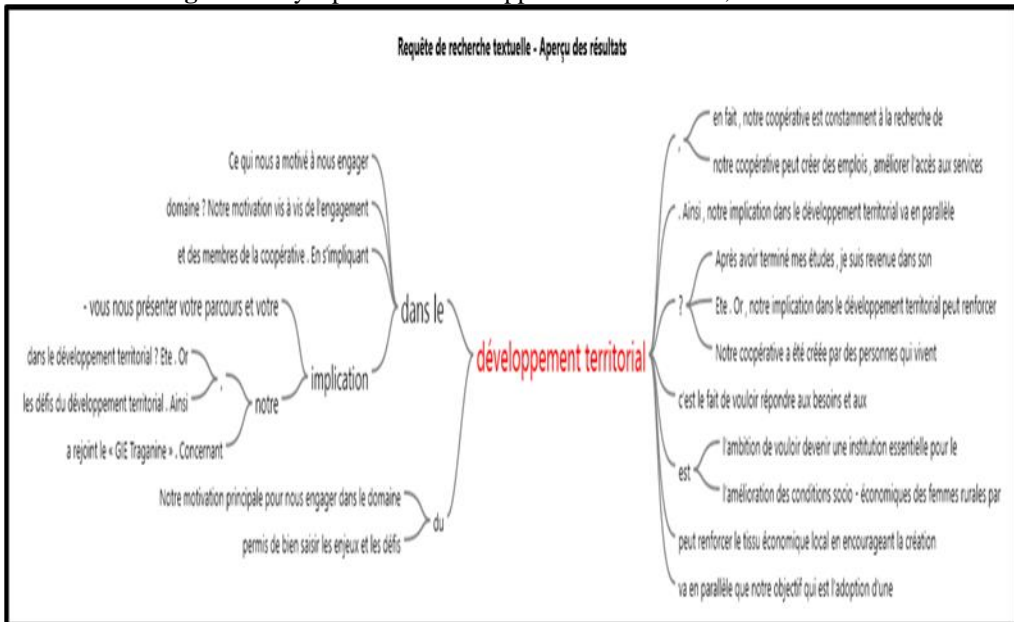 Requête de recherche textuelle - Aperçu des résultats
Ce qui nous a motivé à nous engager
domaine ? Notre motivation vis à vis de l'engagement
et des membres de la coopérative . En s'impliquant
- vous nous présenter votre parcours et votre
dans le développement territorial ? Ete . Or
les défis du développement territorial . Ainsi
,
a rejoint le « GIE Traganine » . Concernant
notre
implication
dans le
Notre motivation principale pour nous engager dans le domaine
permis de bien saisir les enjeux et les défis
du
développement territorial
,
en fait , notre coopérative est constamment à la recherche de
notre coopérative peut créer des emplois , améliorer l'accès aux services
. Ainsi , notre implication dans le développement territorial va en parallèle
?
Après avoir terminé mes études , je suis revenue dans son
Ete . Or , notre implication dans le développement territorial peut renforcer
Notre coopérative a été créée par des personnes qui vivent
c'est le fait de vouloir répondre aux besoins et aux
est
l'ambition de vouloir devenir une institution essentielle pour le
l'amélioration des conditions socio - économiques des femmes rurales par
peut renforcer le tissu économique local en encourageant la création
va en parallèle que notre objectif qui est l'adoption d'une